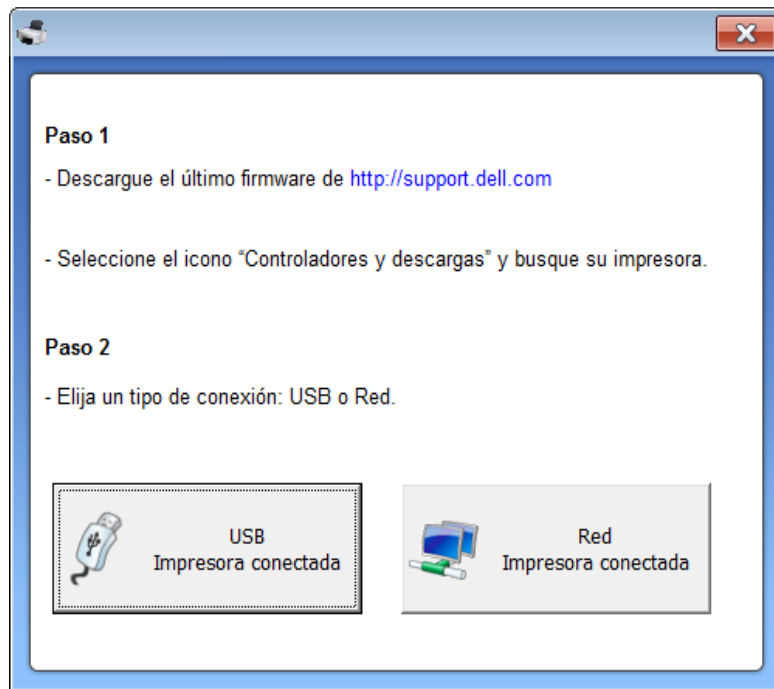 Paso 1
- Descargue el último firmware de http://support.dell.com
- Seleccione el icono “Controladores y descargas” y busque su impresora.
Paso 2
- Elija un tipo de conexión: USB o Red.
USB
Impresora conectada
Red
Impresora conectada